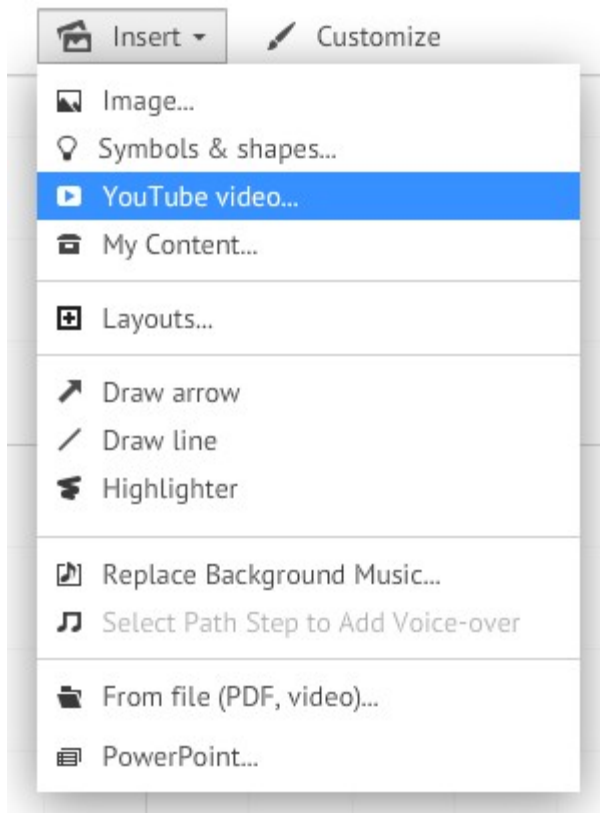 Insert
Customize
Image...
Symbols & shapes...
YouTube video...
My Content...
Layouts...
Draw arrow
Draw line
Highlighter
Replace Background Music...
Select Path Step to Add Voice-over
From file (PDF, video)...
PowerPoint...